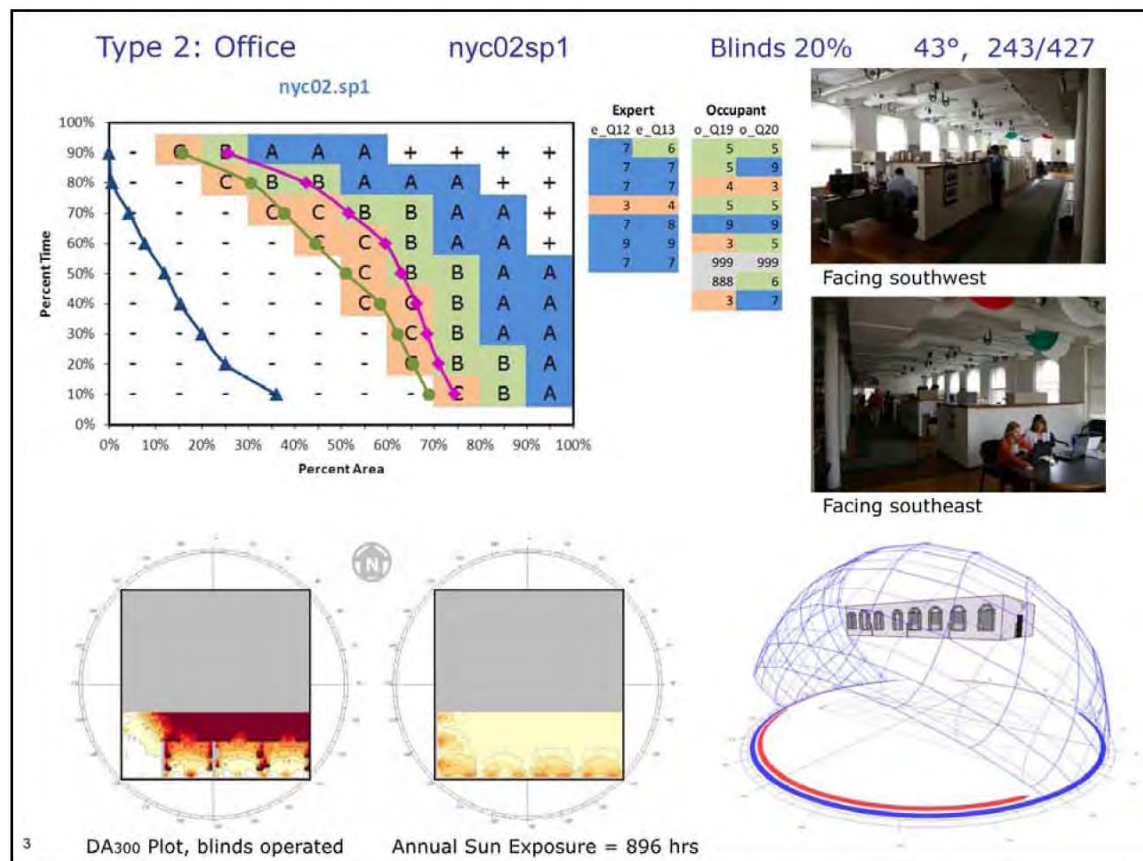 Type 2: Office nyc02sp1 Blinds 20% 43°, 243/427
nyc02.sp1
Percent Time
100%
90% - C B A A A + + + +
80% - - C B B A A A + +
70% - - - C C B B A A +
60% - - - - C C B A A +
50% - - - - - C B B A A
40% - - - - - C C B A A
30% - - - - - - C B A A
20% - - - - - - C B B A
10% - - - - - - - C B A
0%
0% 10% 20% 30% 40% 50% 60% 70% 80% 90% 100%
Percent Area
Expert Occupant
e_Q12 e_Q13 o_Q19 o_Q20
7 6 5 5
7 7 5 9
7 7 4 3
3 4 5 5
7 8 9 9
9 9 3 5
7 7 999 999
888 6
3 7
Facing southwest
Facing southeast
N
3 DA300 Plot, blinds operated Annual Sun Exposure = 896 hrs